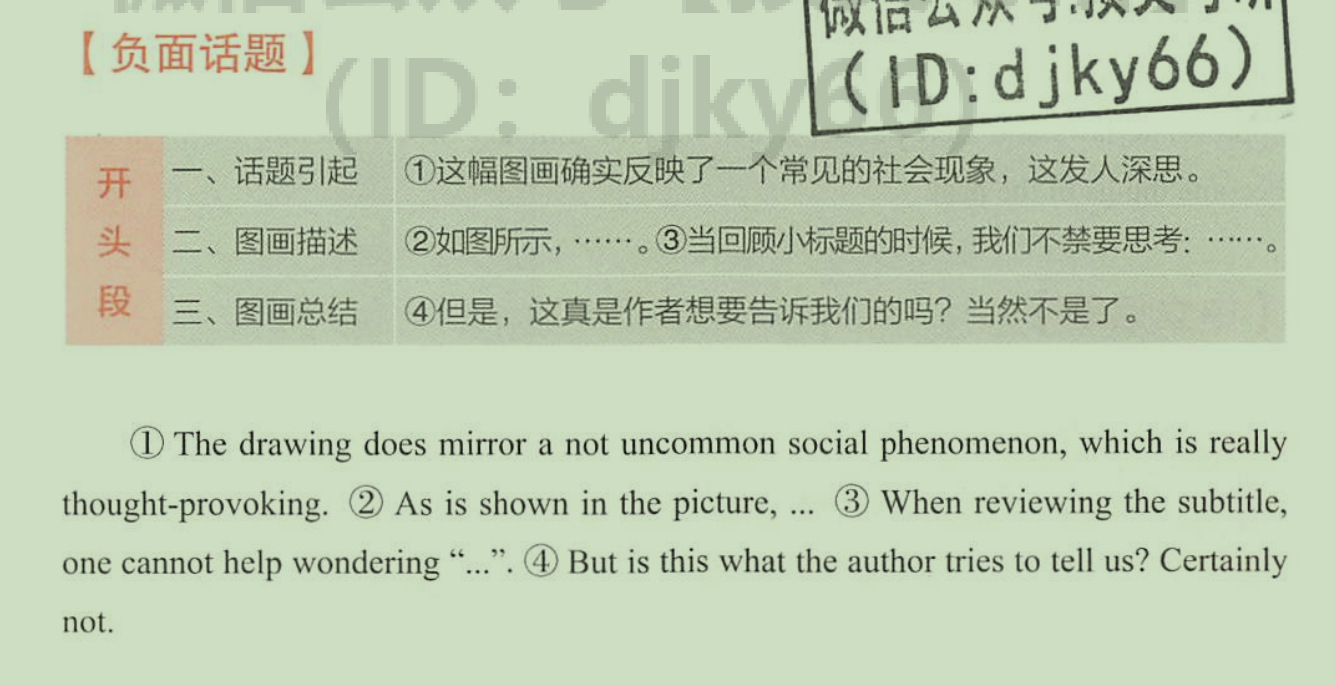 【负面话题】
(ID：djky66)
(ID:djky66)
开头段
一、话题引起 ①这幅图画确实反映了一个常见的社会现象，这发人深思。
二、图画描述 ②如图所示，……。③当回顾小标题的时候，我们不禁要思考：……。
三、图画总结 ④但是，这真是作者想要告诉我们的吗？当然不是了。
① The drawing does mirror a not uncommon social phenomenon, which is really
thought-provoking. ② As is shown in the picture, ... ③ When reviewing the subtitle,
one cannot help wondering “...”. ④ But is this what the author tries to tell us? Certainly
not.